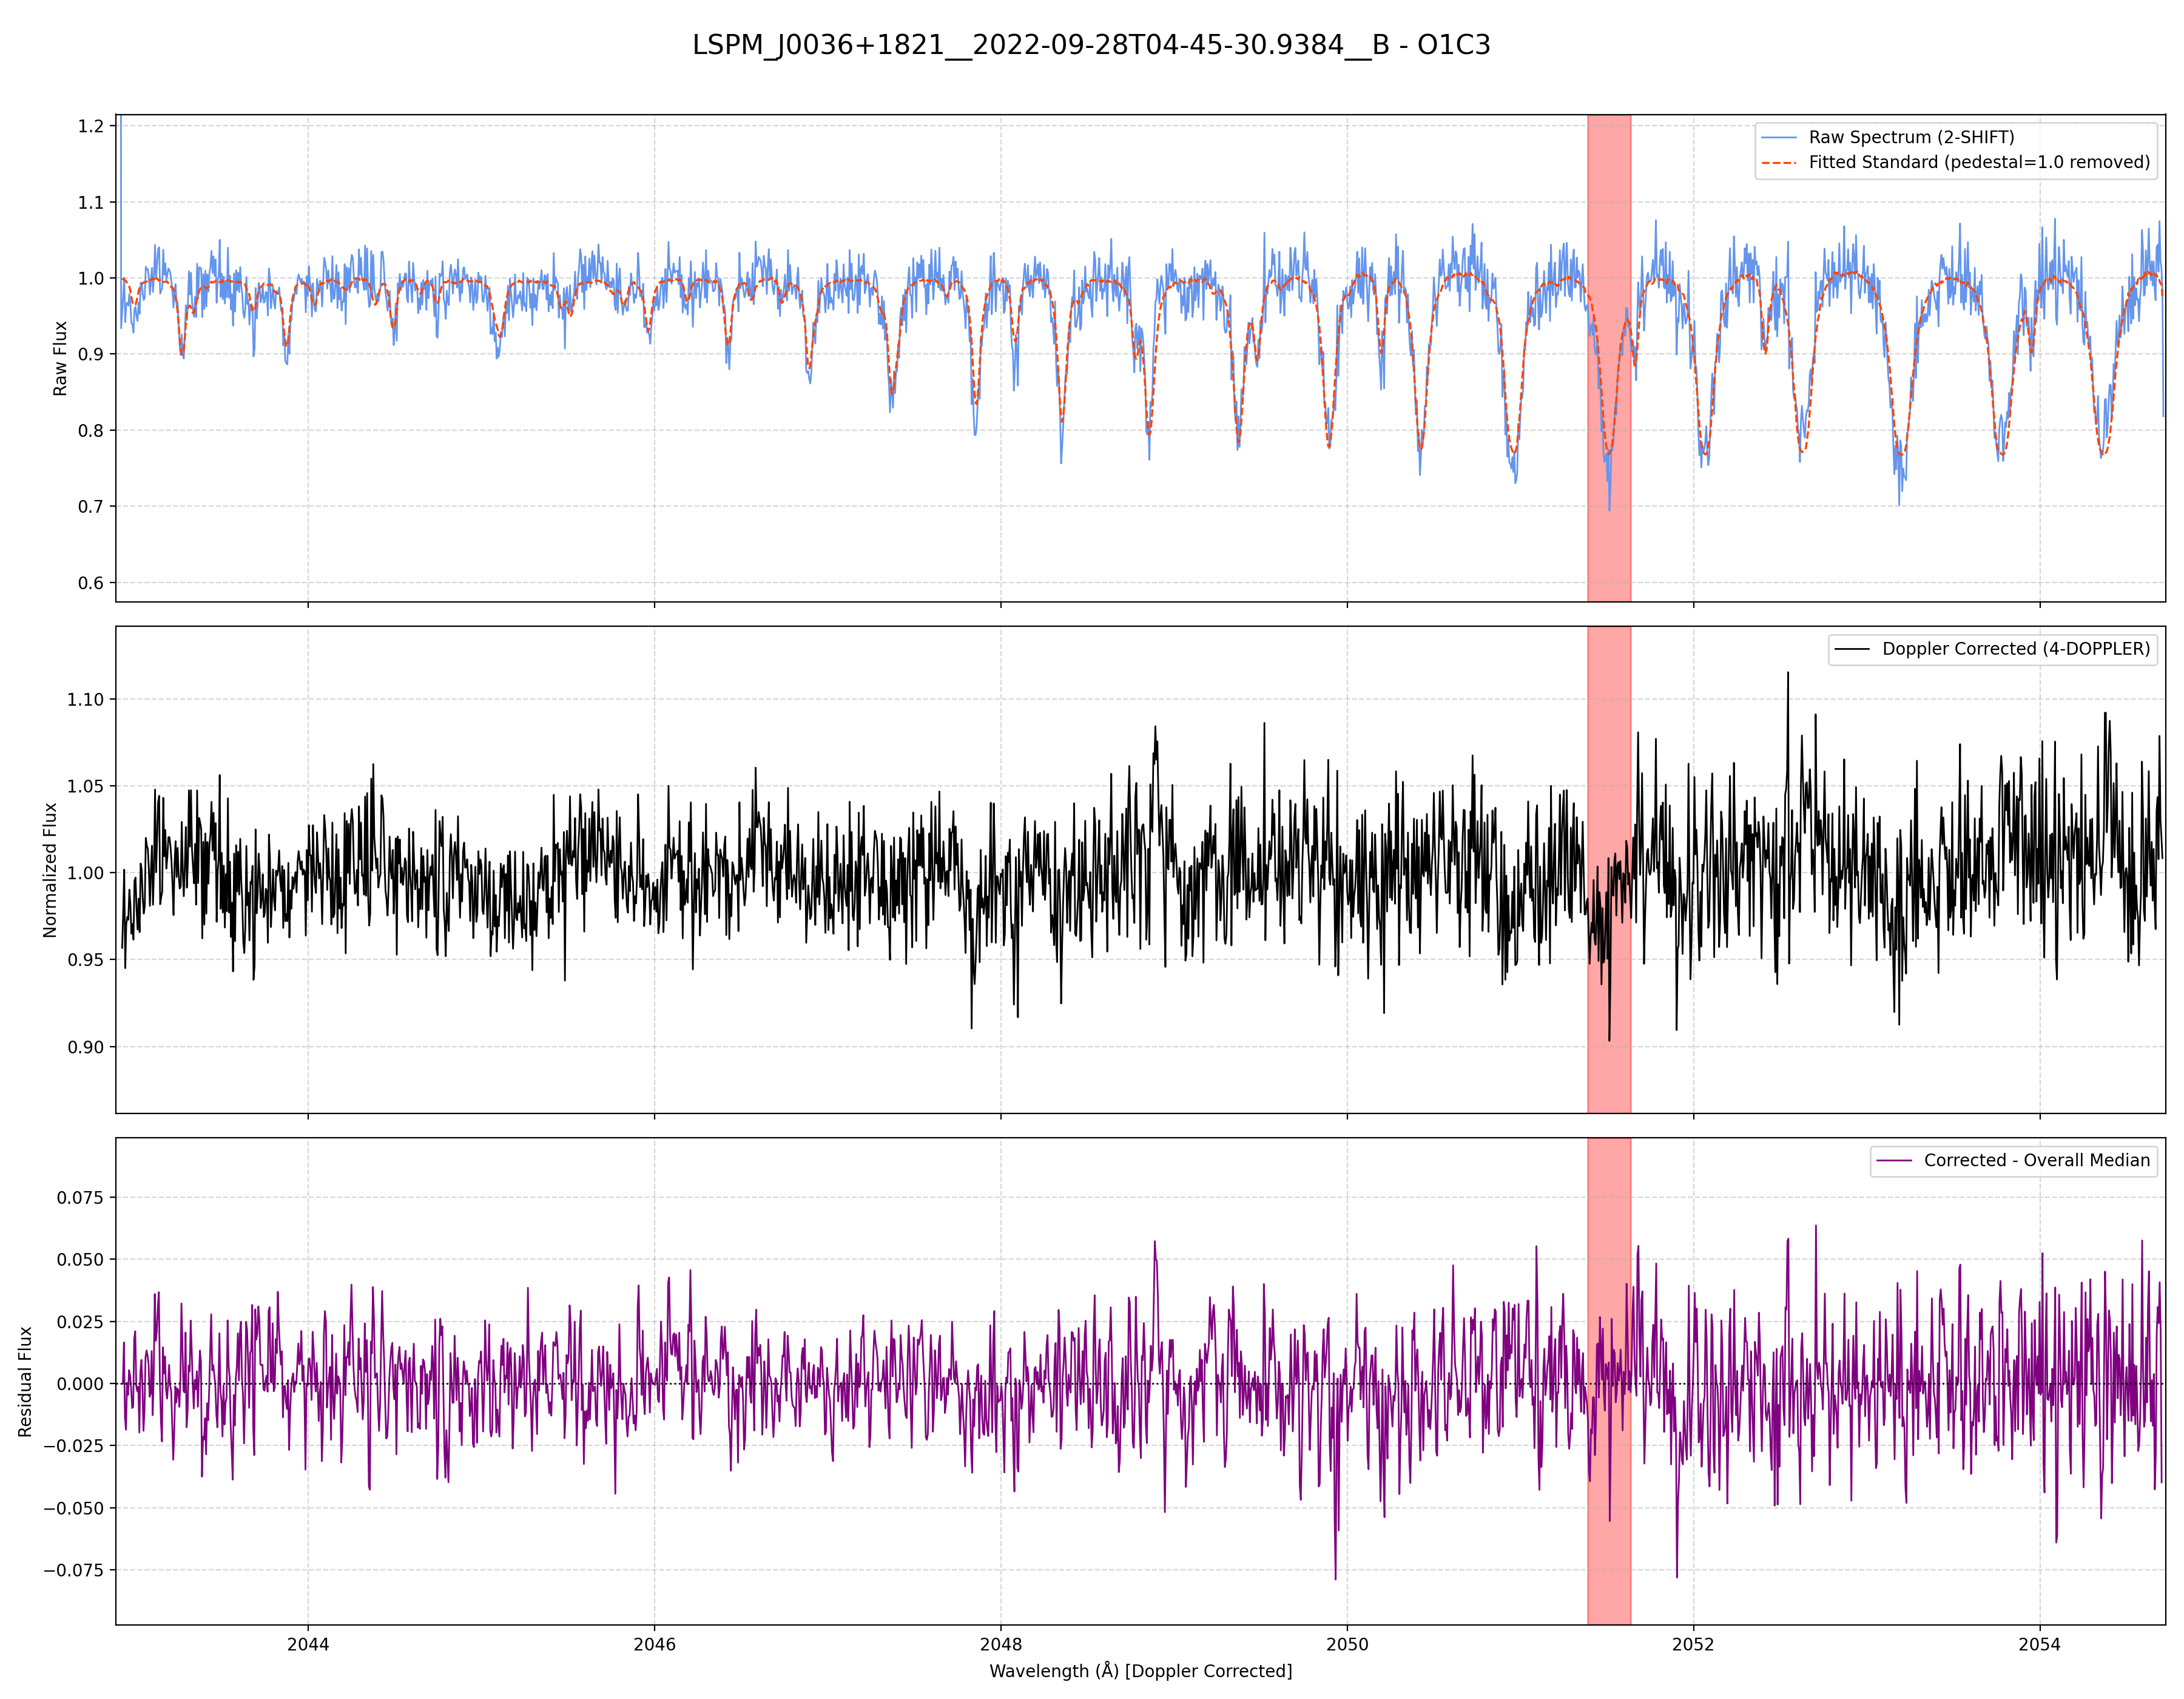 LSPM_J0036+1821__2022-09-28T04-45-30.9384__B - O1C3
1.2
1.1
1.0
0.9
0.8
0.7
0.6
Raw Flux
Raw Spectrum (2-SHIFT)
Fitted Standard (pedestal=1.0 removed)
1.10
1.05
1.00
0.95
0.90
Normalized Flux
Doppler Corrected (4-DOPPLER)
0.075
0.050
0.025
0.000
−0.025
−0.050
−0.075
Residual Flux
Corrected - Overall Median
2044 2046 2048 2050 2052 2054
Wavelength (Å) [Doppler Corrected]